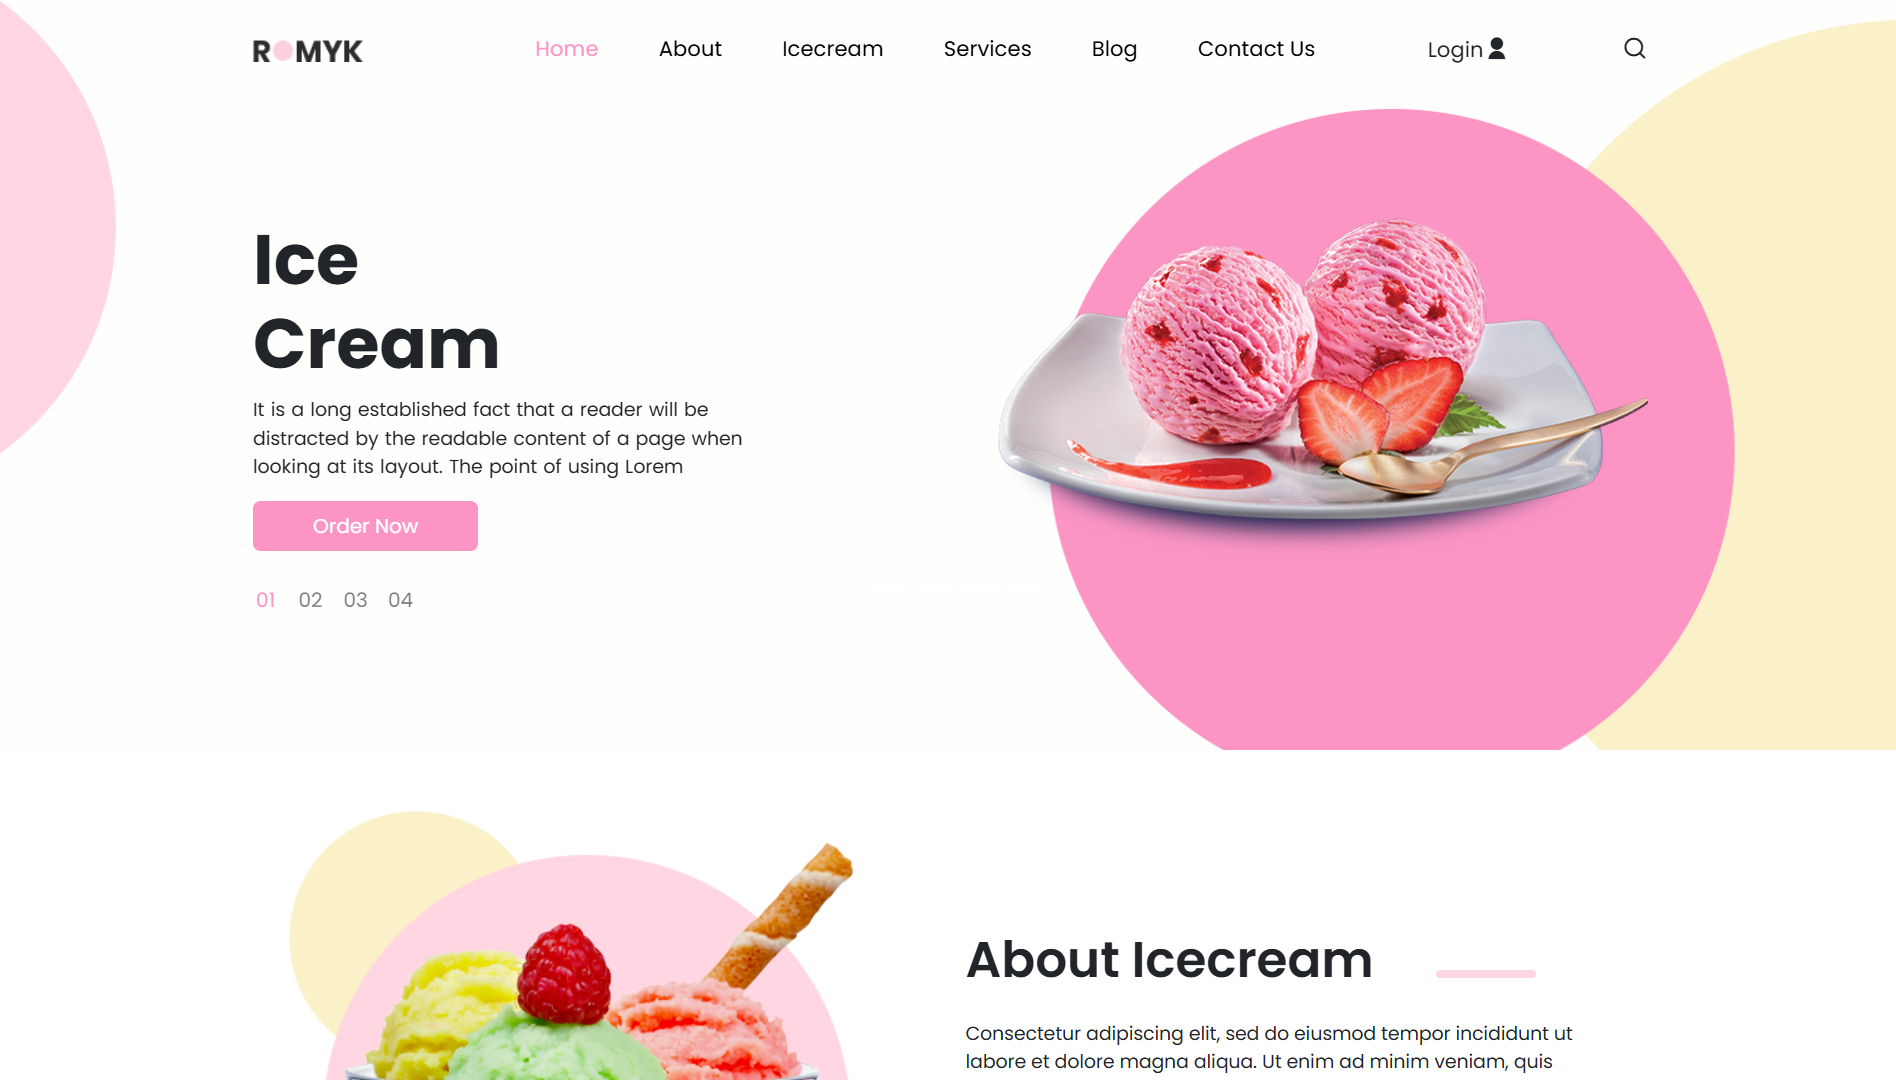 ROMYK
Home About Icecream Services Blog Contact Us Login
Ice
Cream
It is a long established fact that a reader will be
distracted by the readable content of a page when
looking at its layout. The point of using Lorem
Order Now
01 02 03 04
About Icecream
Consectetur adipiscing elit, sed do eiusmod tempor incididunt ut
labore et dolore magna aliqua. Ut enim ad minim veniam, quis